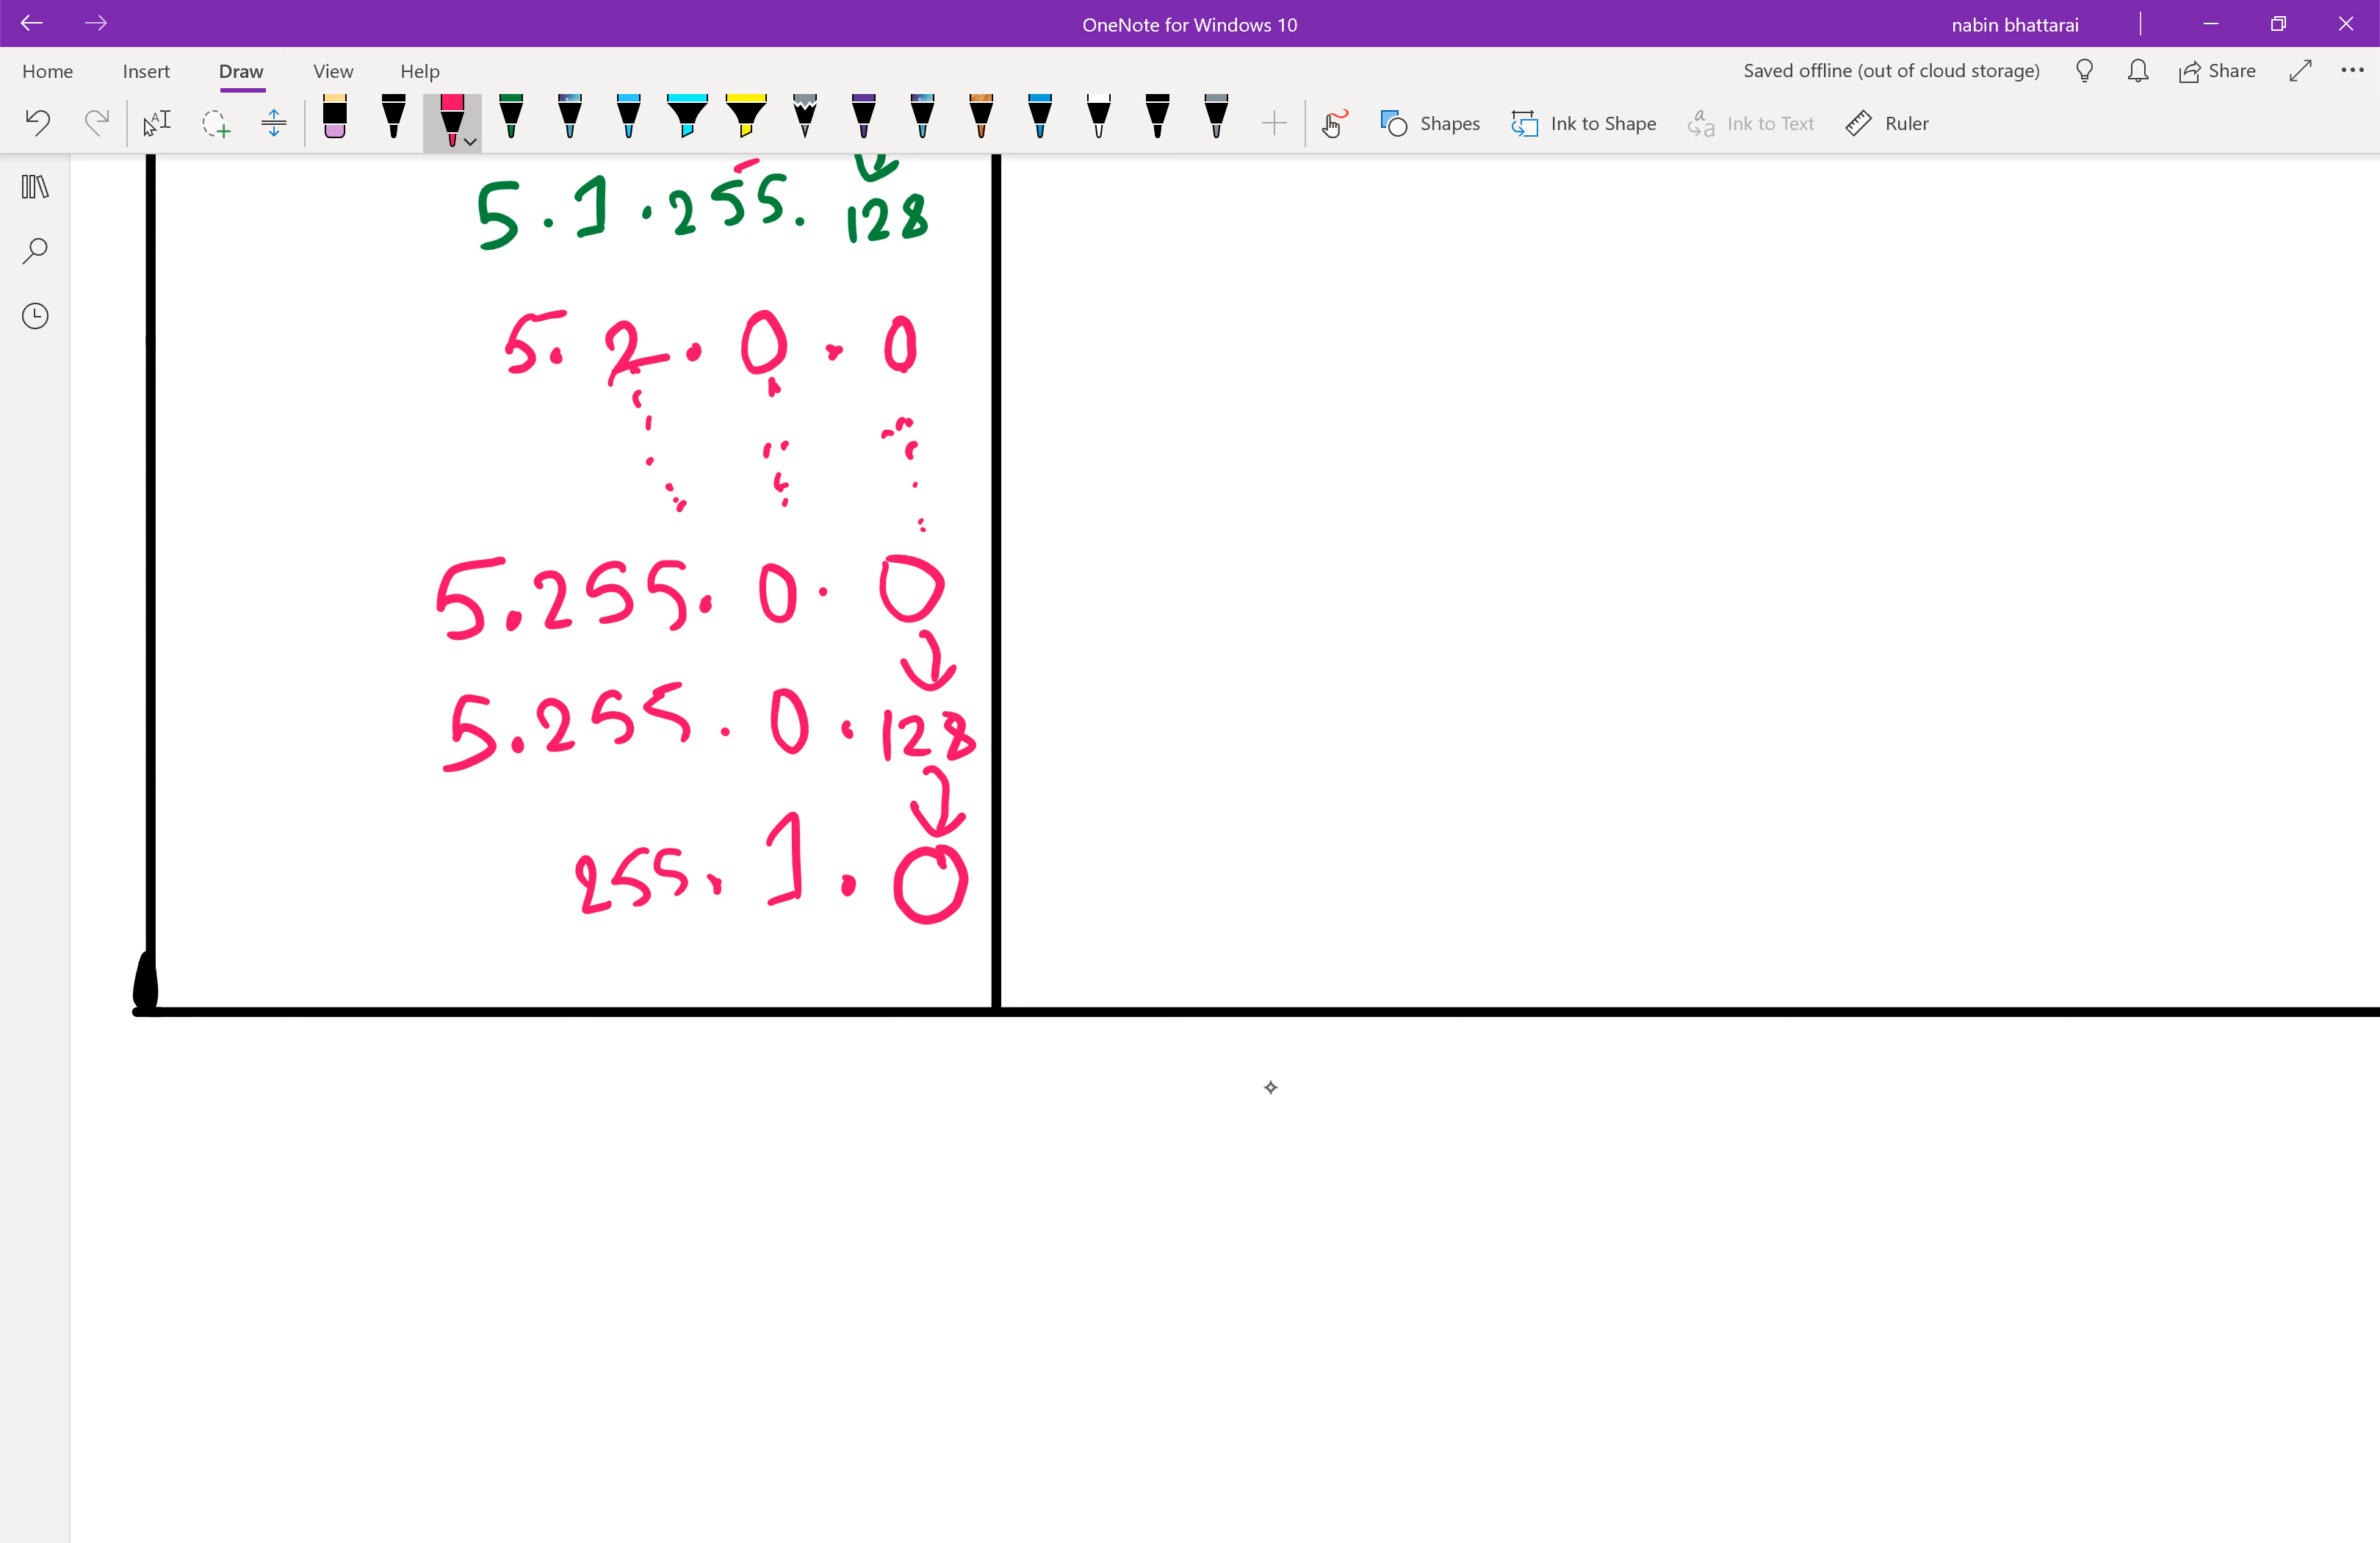 OneNote for Windows 10
nabin bhattarai
Home Insert Draw View Help
Saved offline (out of cloud storage)
Share
Shapes
Ink to Shape
Ink to Text
Ruler
5.1.255.128
5.2.0.0
5.255.0.0
5.255.0.128
255.1.0